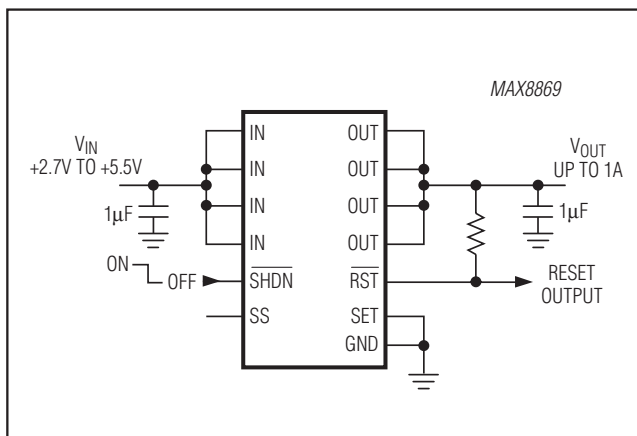 MAX8869
V_IN
+2.7V TO +5.5V
1µF
ON
OFF
IN
IN
IN
IN
SHDN
SS
OUT
OUT
OUT
OUT
RST
SET
GND
V_OUT
UP TO 1A
1µF
RESET
OUTPUT